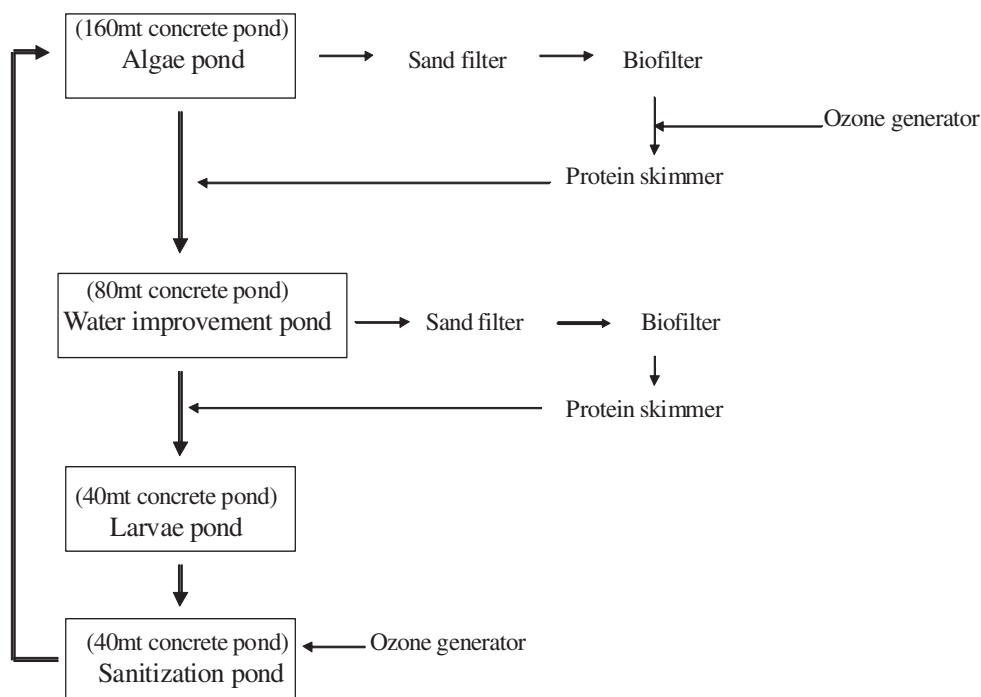 (160mt concrete pond)
Algae pond
Sand filter
Biofilter
Ozone generator
Protein skimmer
(80mt concrete pond)
Water improvement pond
Sand filter
Biofilter
Protein skimmer
(40mt concrete pond)
Larvae pond
(40mt concrete pond)
Sanitization pond
Ozone generator